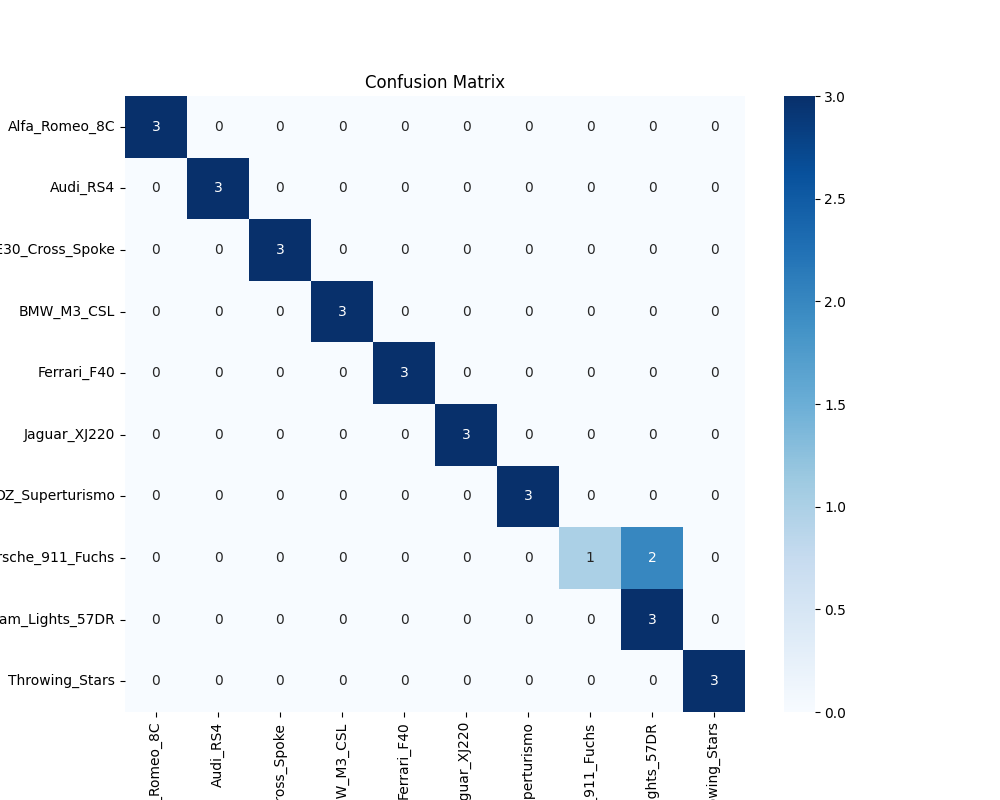 Confusion Matrix
Alfa_Romeo_8C 3 0 0 0 0 0 0 0 0 0
Audi_RS4 0 3 0 0 0 0 0 0 0 0
E30_Cross_Spoke 0 0 3 0 0 0 0 0 0 0
BMW_M3_CSL 0 0 0 3 0 0 0 0 0 0
Ferrari_F40 0 0 0 0 3 0 0 0 0 0
Jaguar_XJ220 0 0 0 0 0 3 0 0 0 0
OZ_Superturismo 0 0 0 0 0 0 3 0 0 0
rsche_911_Fuchs 0 0 0 0 0 0 0 1 2 0
am_Lights_57DR 0 0 0 0 0 0 0 0 3 0
Throwing_Stars 0 0 0 0 0 0 0 0 0 3
_Romeo_8C
Audi_RS4
ross_Spoke
W_M3_CSL
Ferrari_F40
guar_XJ220
perturismo
_911_Fuchs
ghts_57DR
owing_Stars
3.0
2.5
2.0
1.5
1.0
0.5
0.0